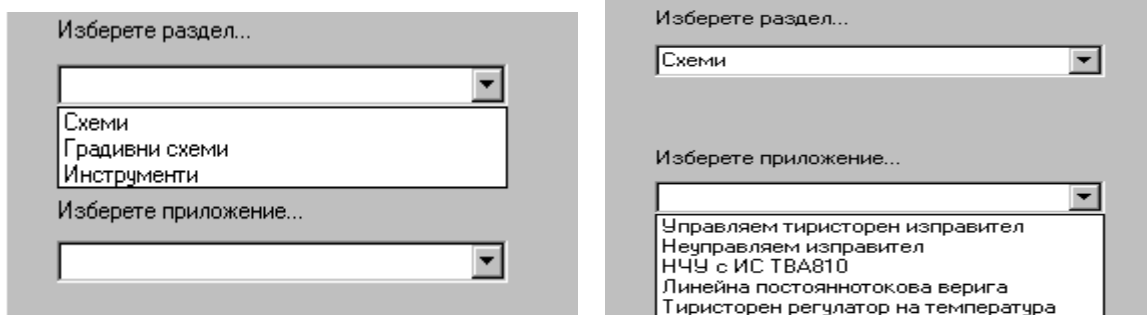 Изберете раздел...
Схеми
Градивни схеми
Инструменти
Изберете приложение...
Изберете раздел...
Схеми
Изберете приложение...
Управляем тиристорен изправител
Неуправляем изправител
НЧУ с ИС ТВА810
Линейна постояннотокова верига
Тиристорен регулатор на температура